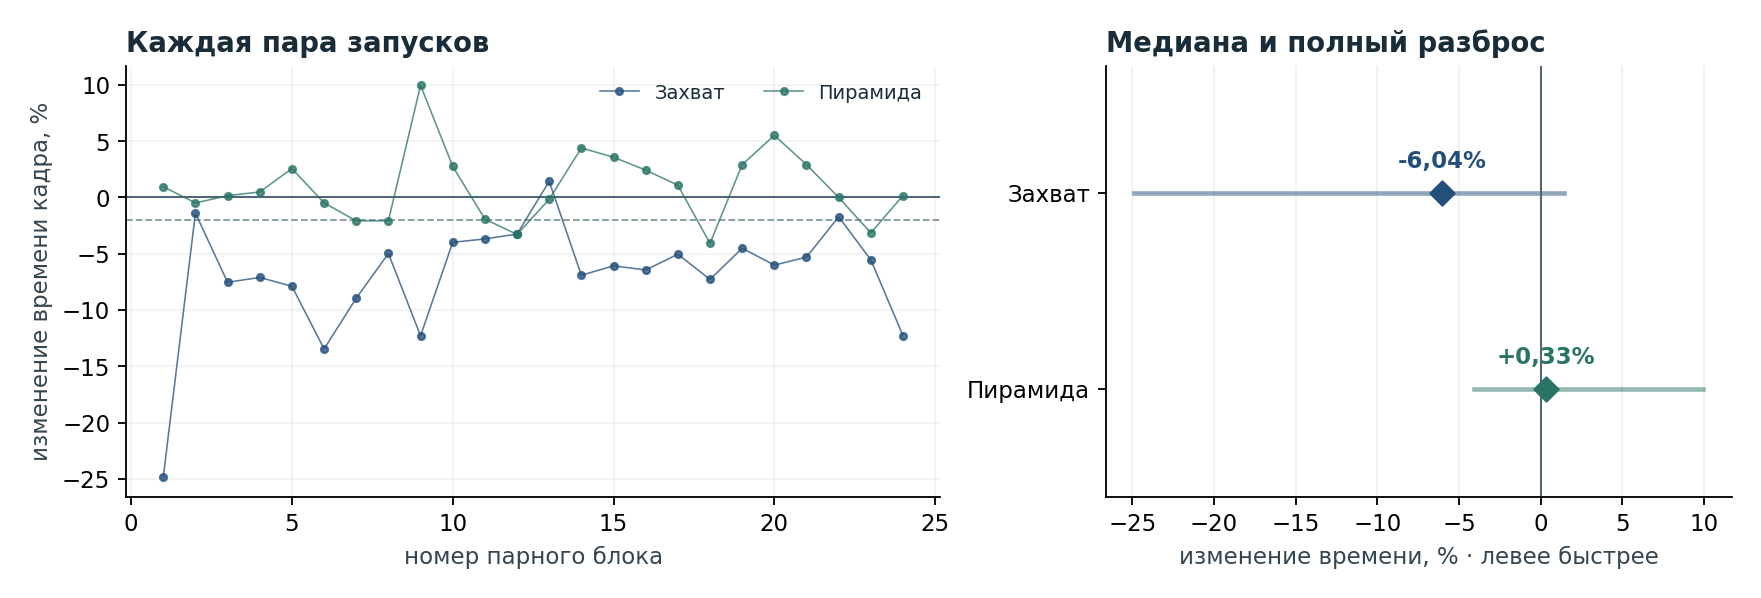 Каждая пара запусков
изменение времени кадра, %
10
5
0
−5
−10
−15
−20
−25
Захват
Пирамида
0
5
10
15
20
25
номер парного блока
Медиана и полный разброс
Захват
-6,04%
Пирамида
+0,33%
−25
−20
−15
−10
−5
0
5
10
изменение времени, % · левее быстрее